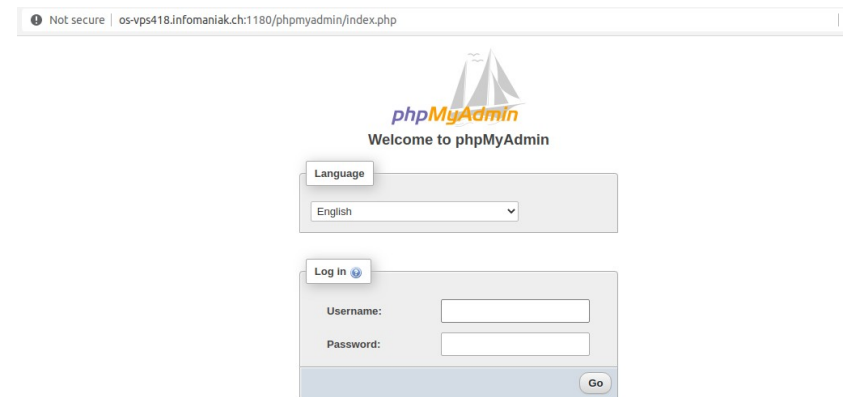 Not secure | os-vps418.infomaniak.ch:1180/phpmyadmin/index.php
phpMyAdmin
Welcome to phpMyAdmin
Language
English
Log in
Username:
Password:
Go